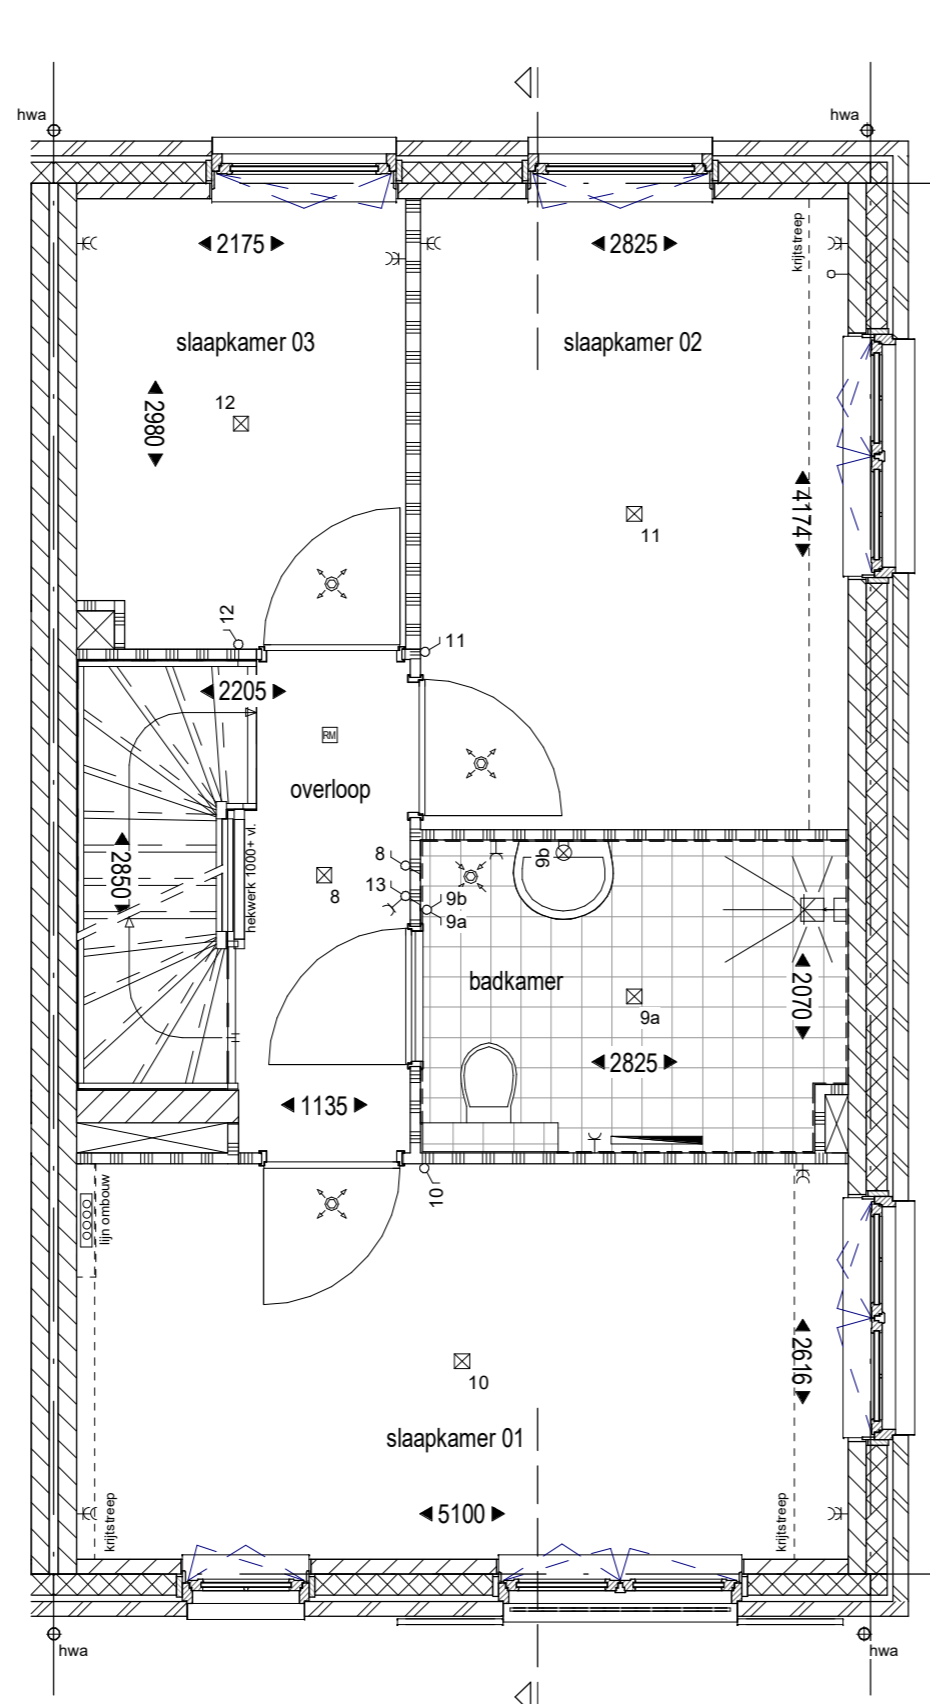 hwa
hwa
krijtstreep
2175
2825
slaapkamer 03
slaapkamer 02
2980
12
4174
11
12
11
2205
RM
overloop
2850
hekwerk 1000+ vl.
8
8
13
9b
9b
9a
badkamer
2070
9a
2825
1135
10
lijn ombouw
2616
10
slaapkamer 01
krijtstreep
5100
krijtstreep
hwa
hwa